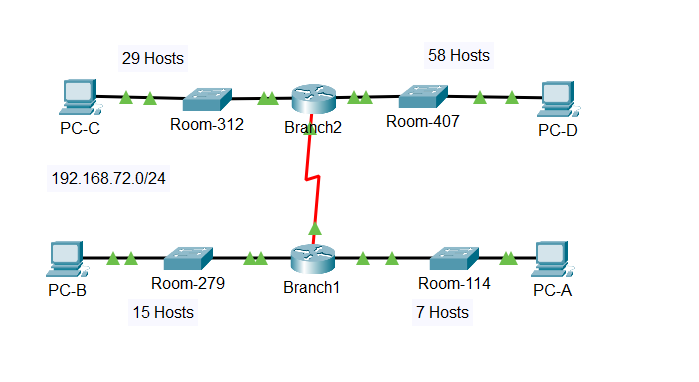 29 Hosts
58 Hosts
PC-C
Room-312
Branch2
Room-407
PC-D
192.168.72.0/24
PC-B
Room-279
Branch1
Room-114
PC-A
15 Hosts
7 Hosts